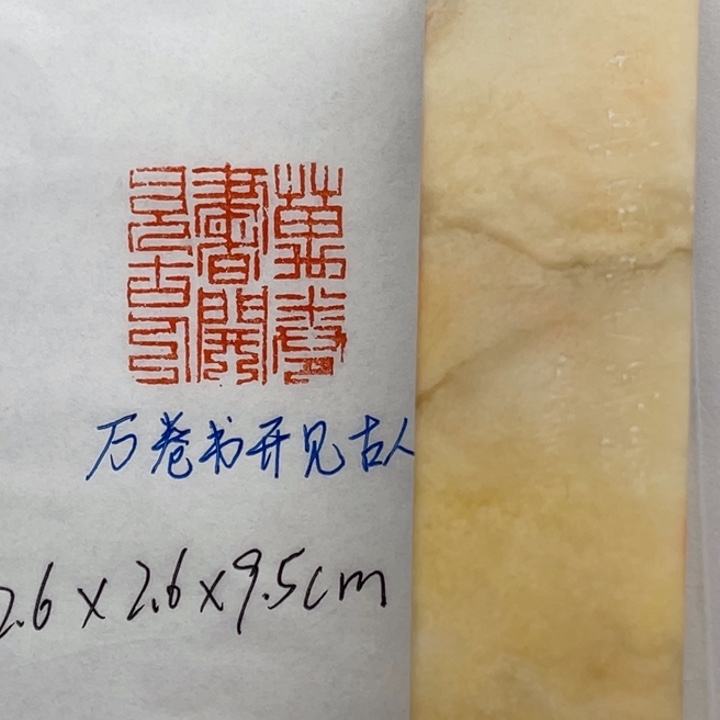 萬卷
書開
見古人
万卷书开见古人
2.6 x 2.6 x 9.5cm